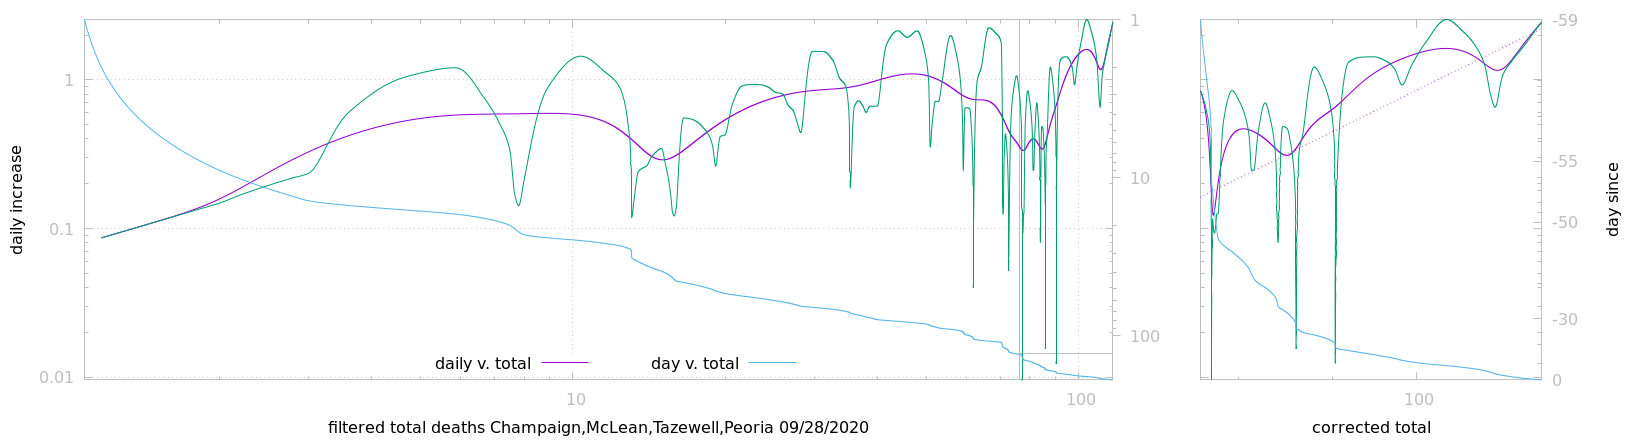 1
0.1
0.01
daily increase
10
100
1
10
100
daily v. total
day v. total
filtered total deaths Champaign,McLean,Tazewell,Peoria 09/28/2020
-59
-55
-50
-30
0
day since
100
corrected total